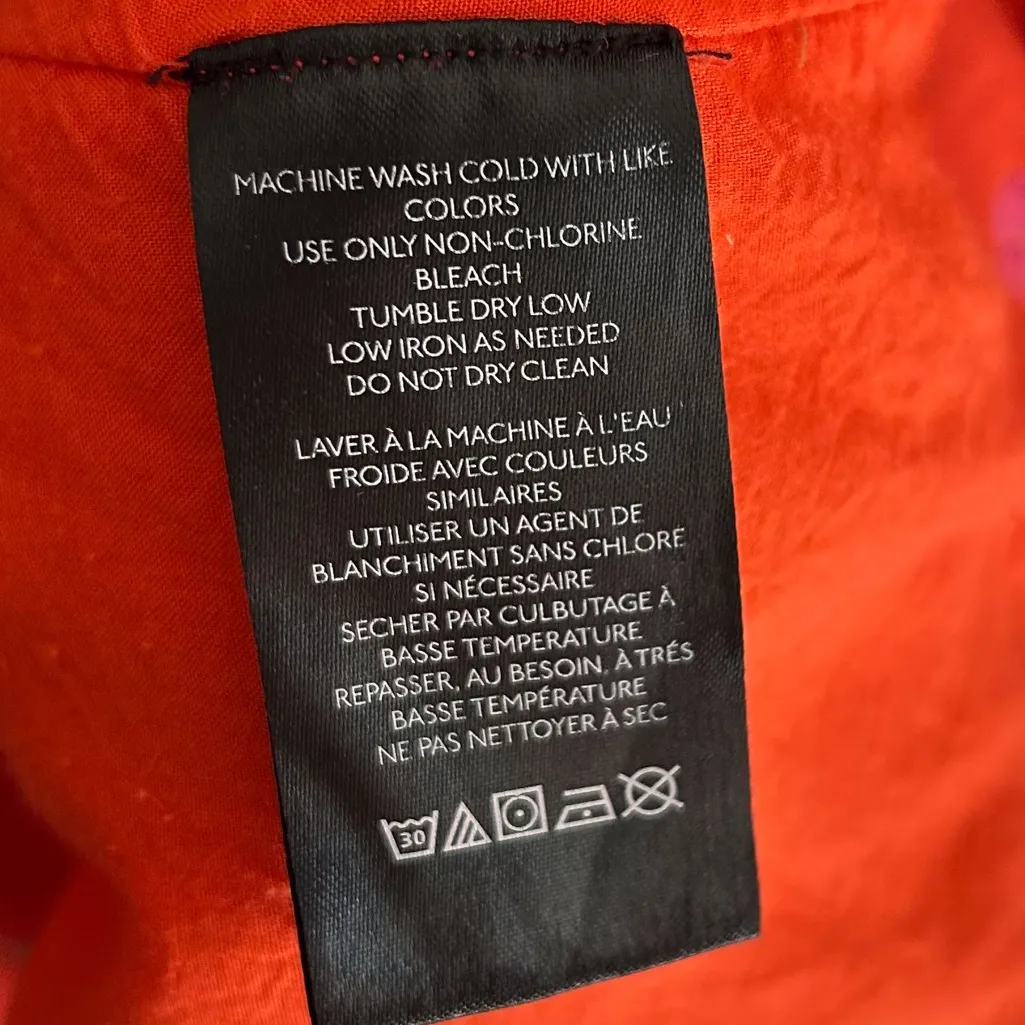 MACHINE WASH COLD WITH LIKE
COLORS
USE ONLY NON-CHLORINE
BLEACH
TUMBLE DRY LOW
LOW IRON AS NEEDED
DO NOT DRY CLEAN
LAVER À LA MACHINE À L'EAU
FROIDE AVEC COULEURS
SIMILAIRES
UTILISER UN AGENT DE
BLANCHIMENT SANS CHLORE
SI NÉCESSAIRE
SECHER PAR CULBUTAGE À
BASSE TEMPERATURE
REPASSER, AU BESOIN, À TRÉS
BASSE TEMPÉRATURE
NE PAS NETTOYER À SEC
30